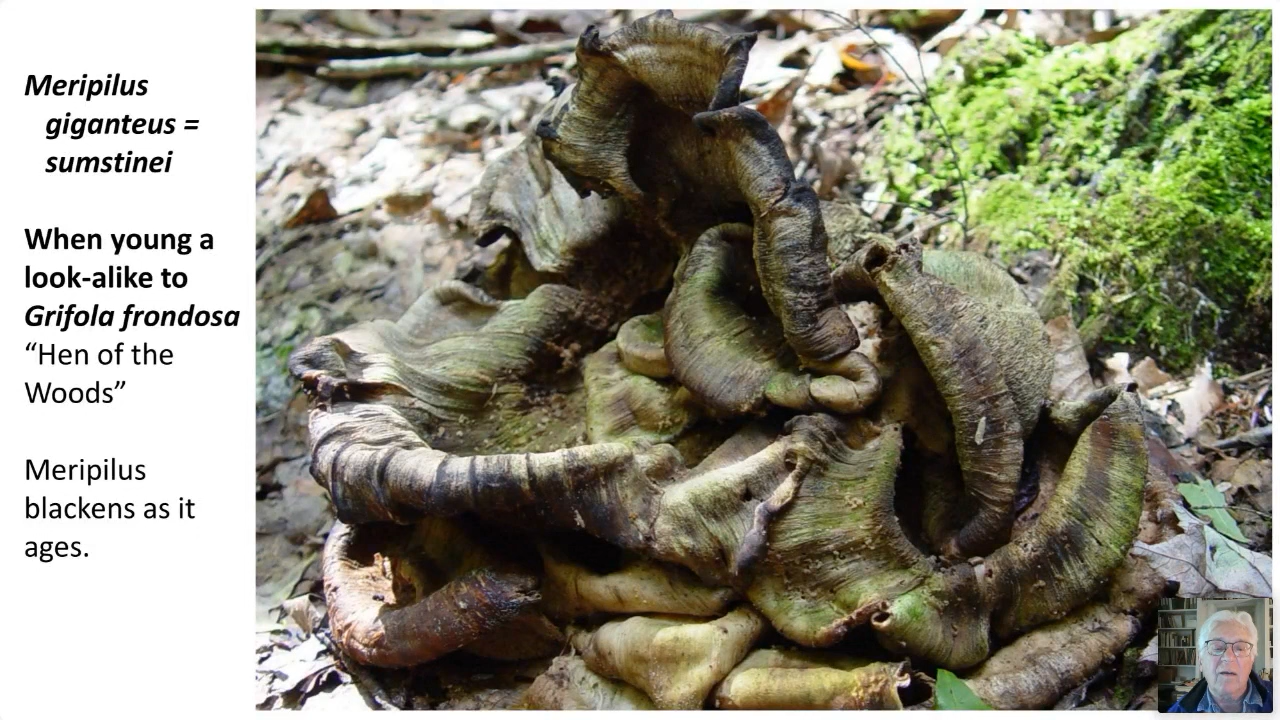 Meripilus
giganteus =
sumstinei
When young a
look-alike to
Grifola frondosa
“Hen of the
Woods”
Meripilus
blackens as it
ages.